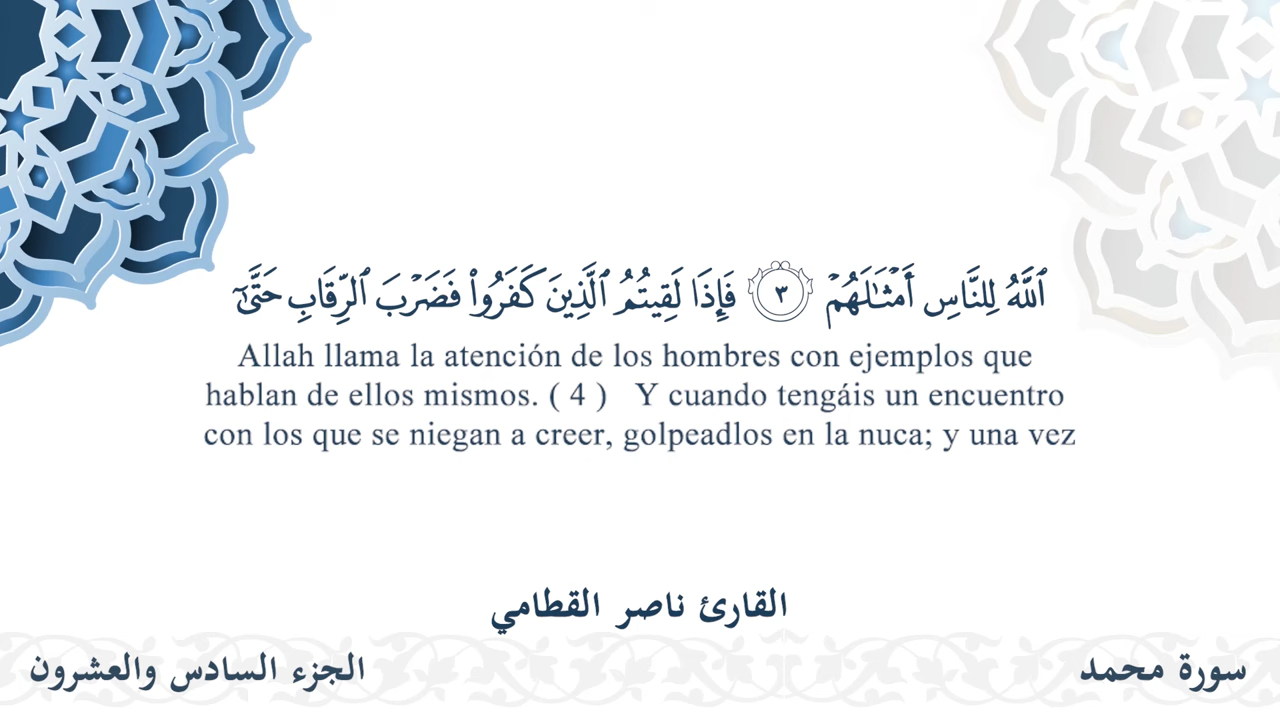 ٱللَّهُ لِلنَّاسِ أَمۡثَٰلَهُمۡ ٣ فَإِذَا لَقِيتُمُ ٱلَّذِينَ كَفَرُواْ فَضَرۡبَ ٱلرِّقَابِ حَتَّىٰٓ
Allah llama la atención de los hombres con ejemplos que
hablan de ellos mismos. ( 4 ) Y cuando tengáis un encuentro
con los que se niegan a creer, golpeadlos en la nuca; y una vez
القارئ ناصر القطامي
سورة محمد
الجزء السادس والعشرون